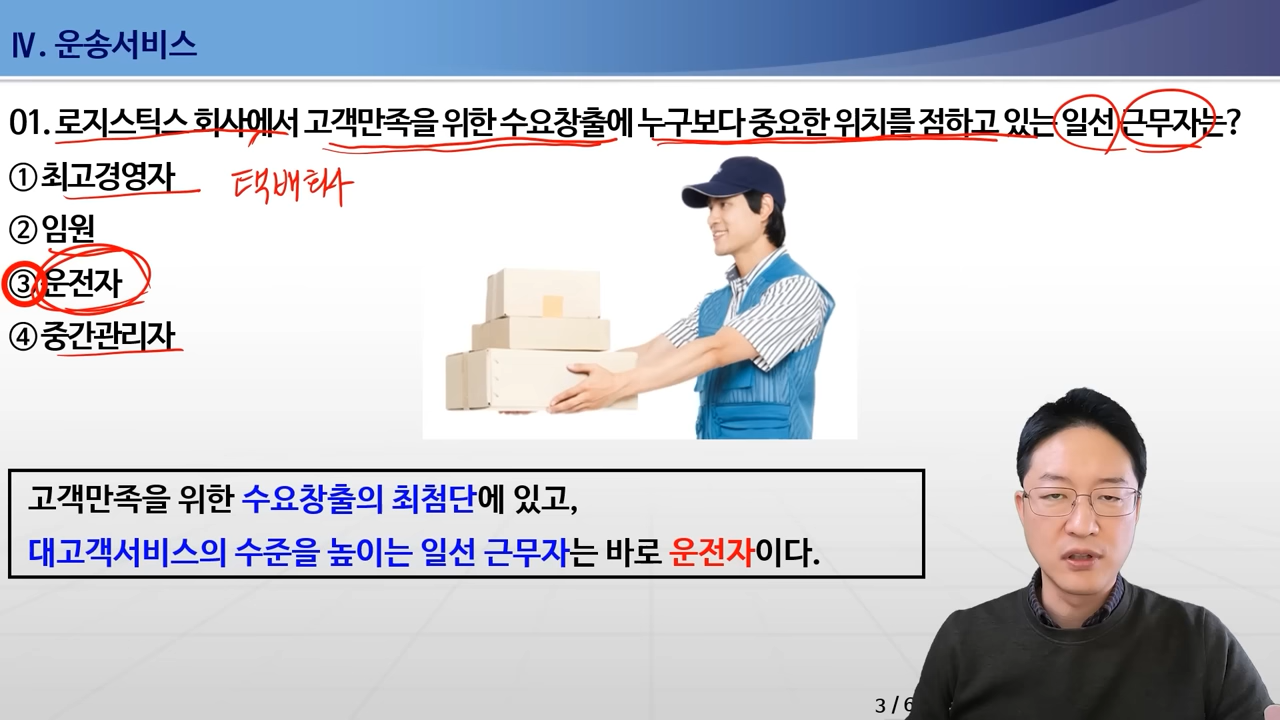 Ⅳ. 운송서비스
01. 로지스틱스 회사에서 고객만족을 위한 수요창출에 누구보다 중요한 위치를 점하고 있는 일선 근무자는?
① 최고경영자
택배회사
② 임원
③ 운전자
④ 중간관리자
고객만족을 위한 수요창출의 최첨단에 있고,
대고객서비스의 수준을 높이는 일선 근무자는 바로 운전자이다.
3 / 6